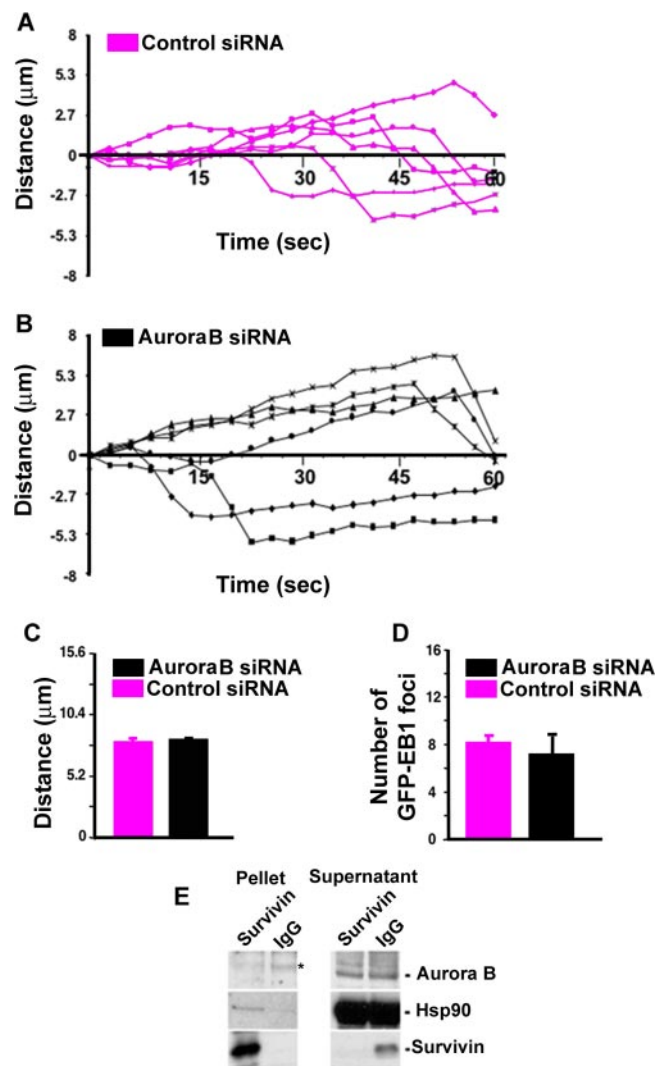 A
Control siRNA
8
5.3
2.7
0
-2.7
-5.3
-8
15
30
45
60
Distance (μm)
Time (sec)
B
AuroraB siRNA
8
5.3
2.7
0
-2.7
-5.3
-8
15
30
45
60
Distance (μm)
Time (sec)
C
AuroraB siRNA
Control siRNA
15.6
10.4
5.2
0
Distance (μm)
D
AuroraB siRNA
Control siRNA
16
12
8
4
0
Number of
GFP-EB1 foci
E
Pellet
Supernatant
Survivin
IgG
Survivin
IgG
*
- Aurora B
- Hsp90
-Survivin